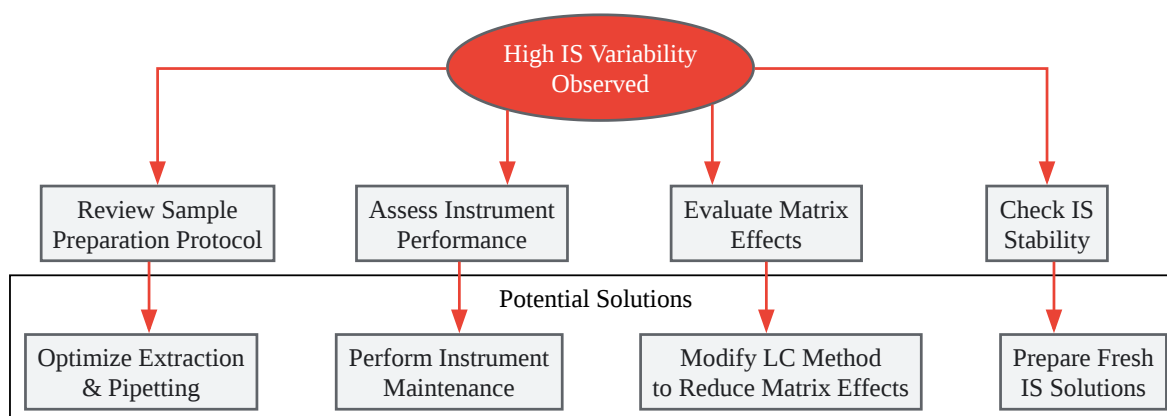 High IS Variability
Observed
Review Sample
Preparation Protocol
Assess Instrument
Performance
Evaluate Matrix
Effects
Check IS
Stability
Potential Solutions
Optimize Extraction
& Pipetting
Perform Instrument
Maintenance
Modify LC Method
to Reduce Matrix Effects
Prepare Fresh
IS Solutions